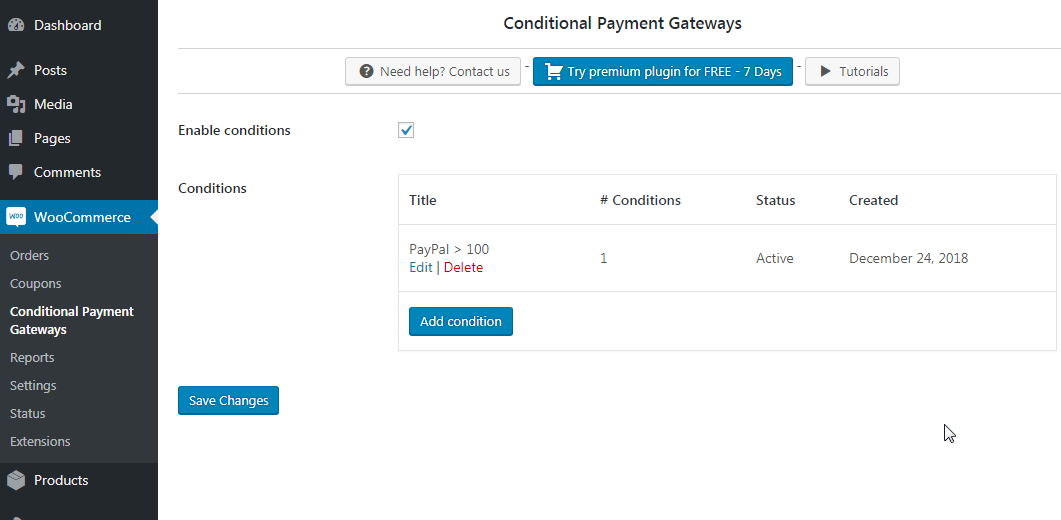 Dashboard
Posts
Media
Pages
Comments
Woo
WooCommerce
Orders
Coupons
Conditional Payment
Gateways
Reports
Settings
Status
Extensions
Products
Conditional Payment Gateways
? Need help? Contact us - Try premium plugin for FREE - 7 Days - Tutorials
Enable conditions
Conditions
Title # Conditions Status Created
PayPal > 100 1 Active December 24, 2018
Edit | Delete
Add condition
Save Changes